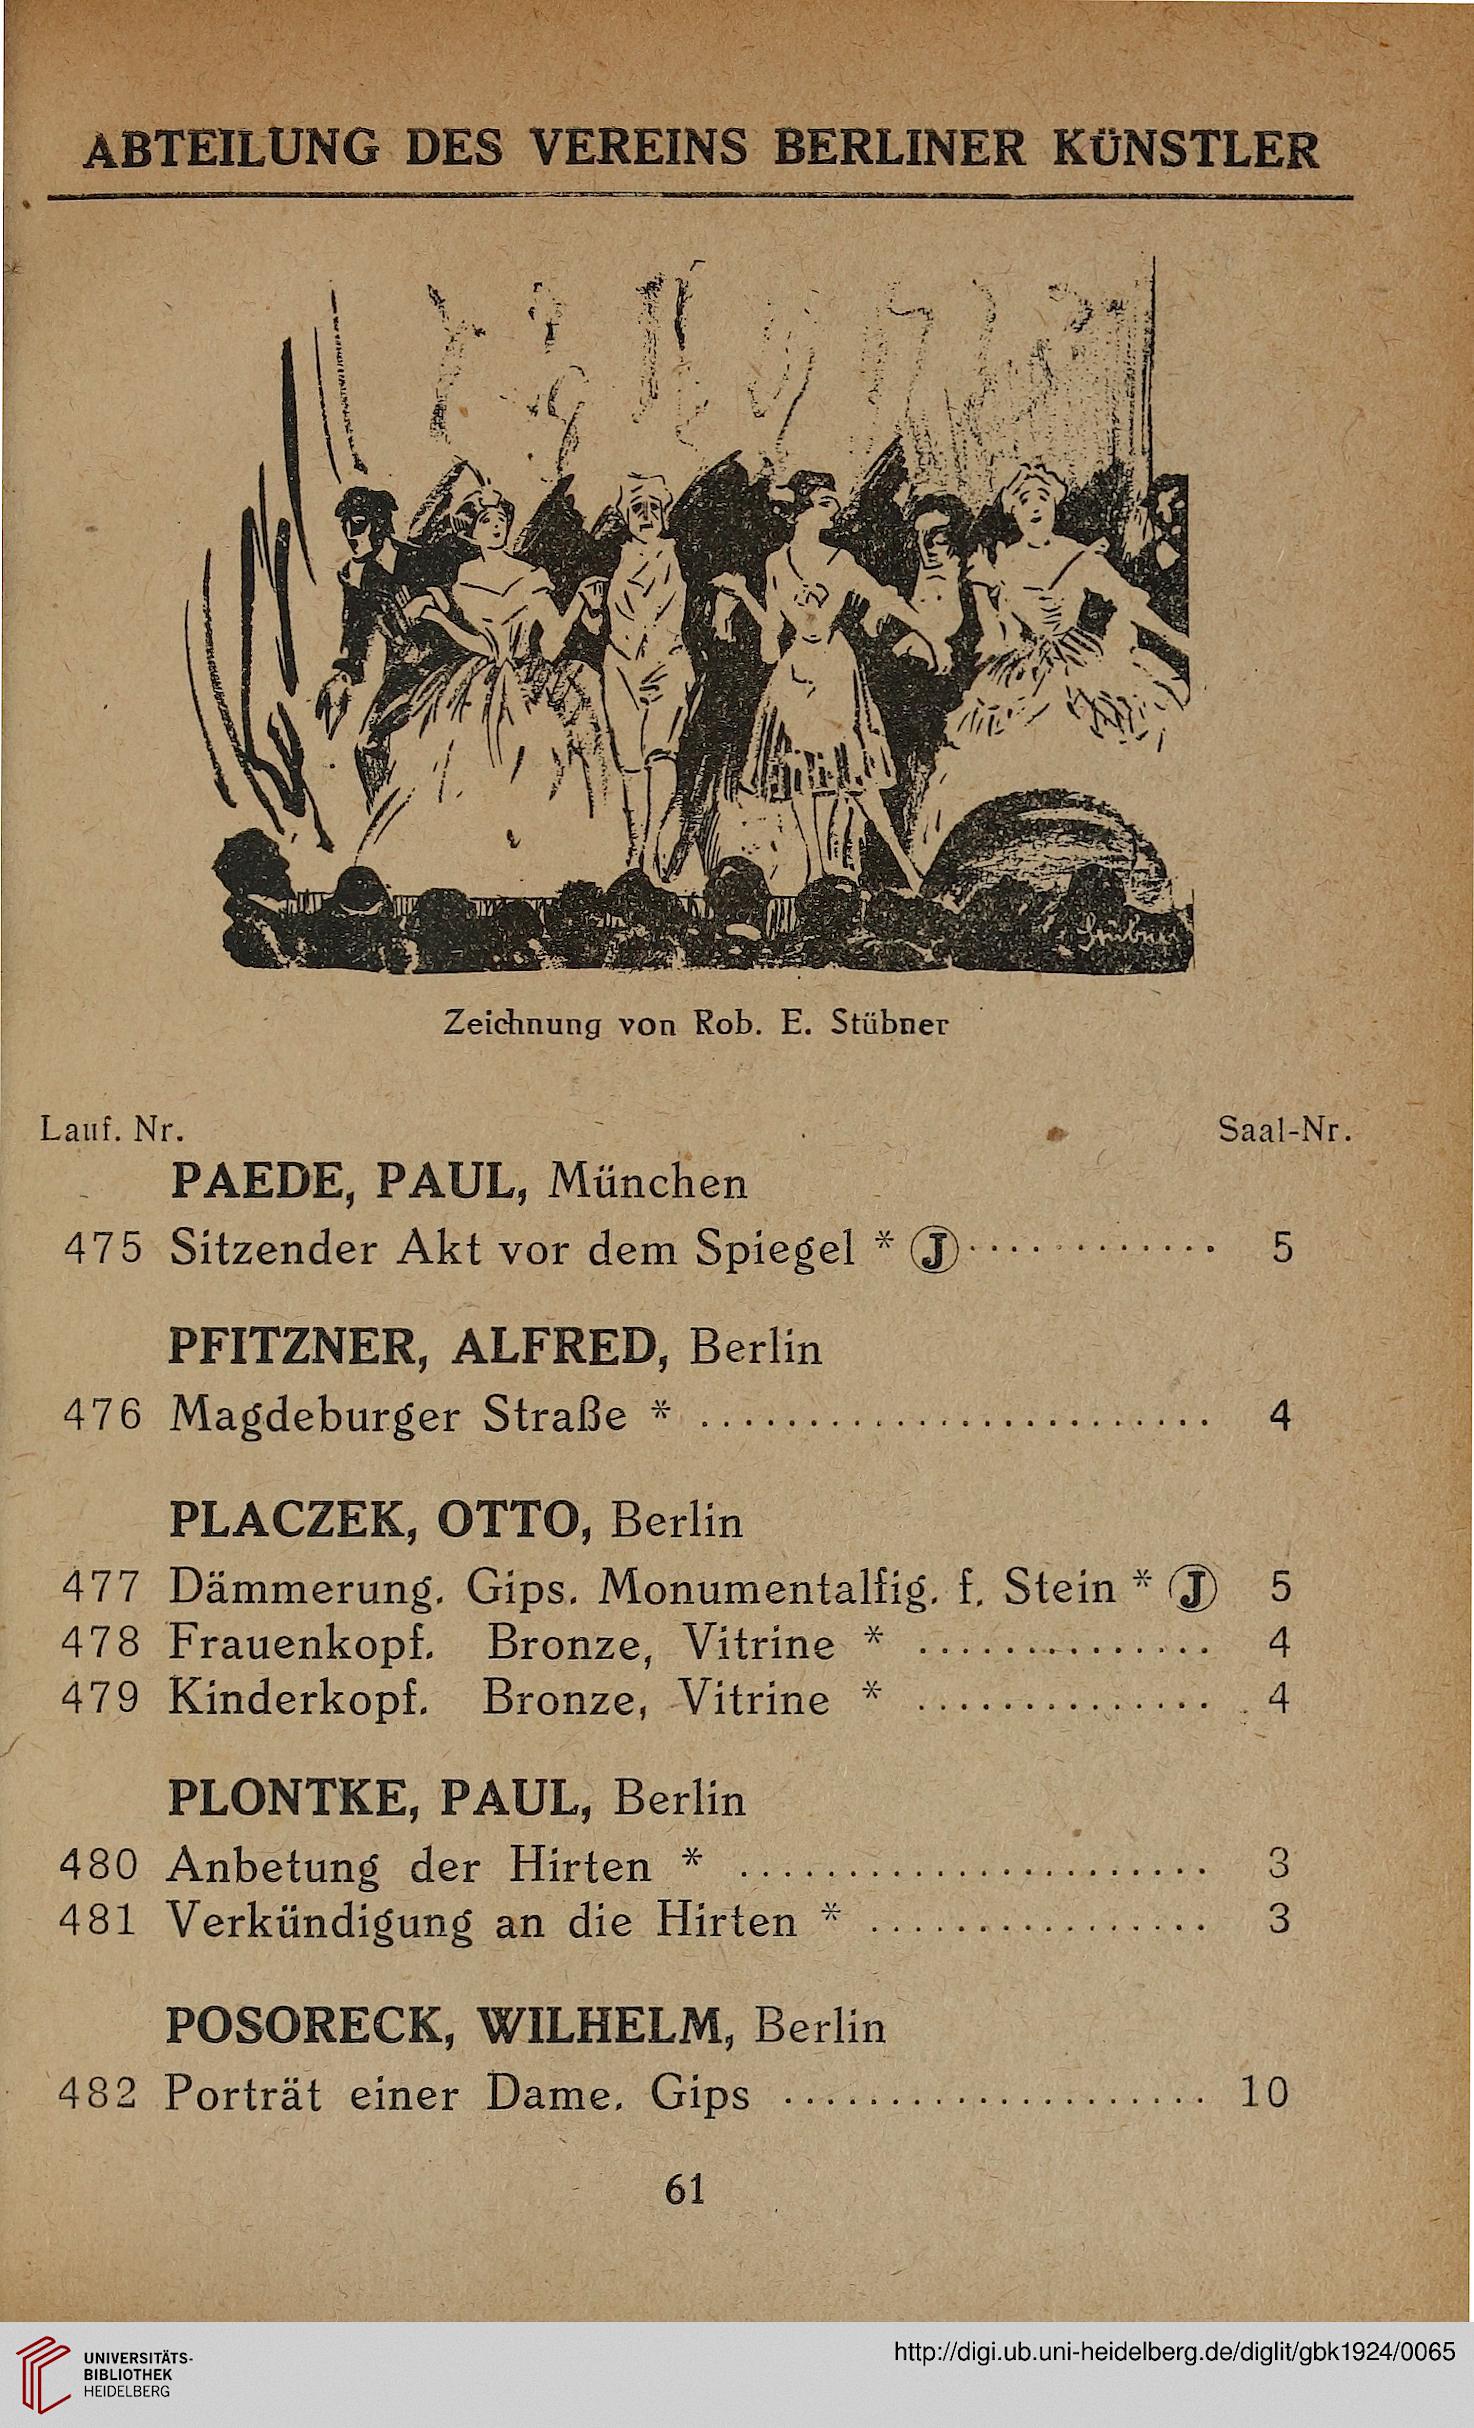 ABTEILUNG DES VEREINS BERLINER KÜNSTLER
Stübner
Zeichnung von Rob. E. Stübner
Lauf. Nr. Saal-Nr.
PAEDE, PAUL, München
475 Sitzender Akt vor dem Spiegel * Ⓙ ............ 5
PFITZNER, ALFRED, Berlin
476 Magdeburger Straße * ........................ 4
PLACZEK, OTTO, Berlin
477 Dämmerung. Gips. Monumentalfig. f. Stein * Ⓙ 5
478 Frauenkopf. Bronze, Vitrine * .............. 4
479 Kinderkopf. Bronze, Vitrine * .............. 4
PLONTKE, PAUL, Berlin
480 Anbetung der Hirten * ...................... 3
481 Verkündigung an die Hirten * ................ 3
POSORECK, WILHELM, Berlin
482 Porträt einer Dame. Gips .................... 10
61
UNIVERSITÄTS-
BIBLIOTHEK
HEIDELBERG
http://digi.ub.uni-heidelberg.de/diglit/gbk1924/0065